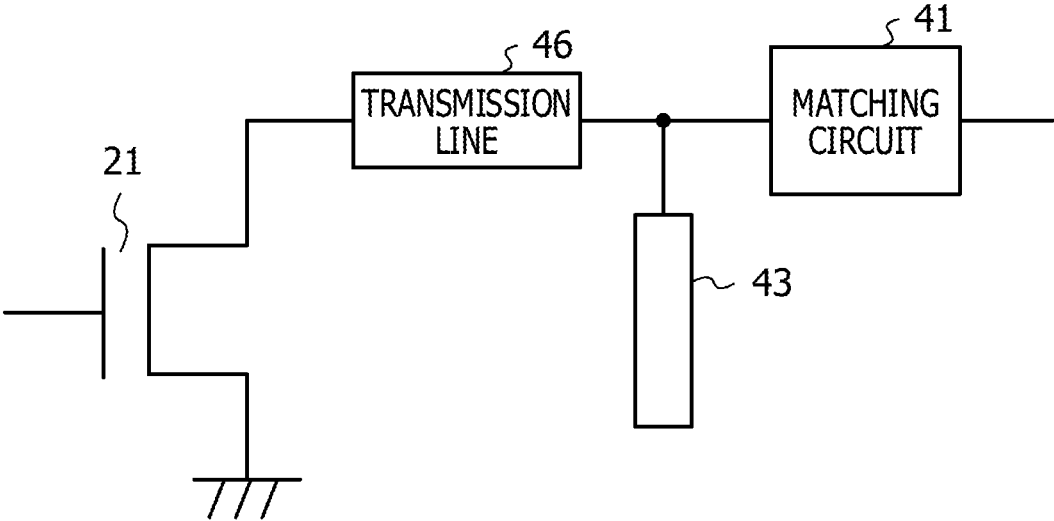 46
41
TRANSMISSION
LINE
MATCHING
CIRCUIT
21
43